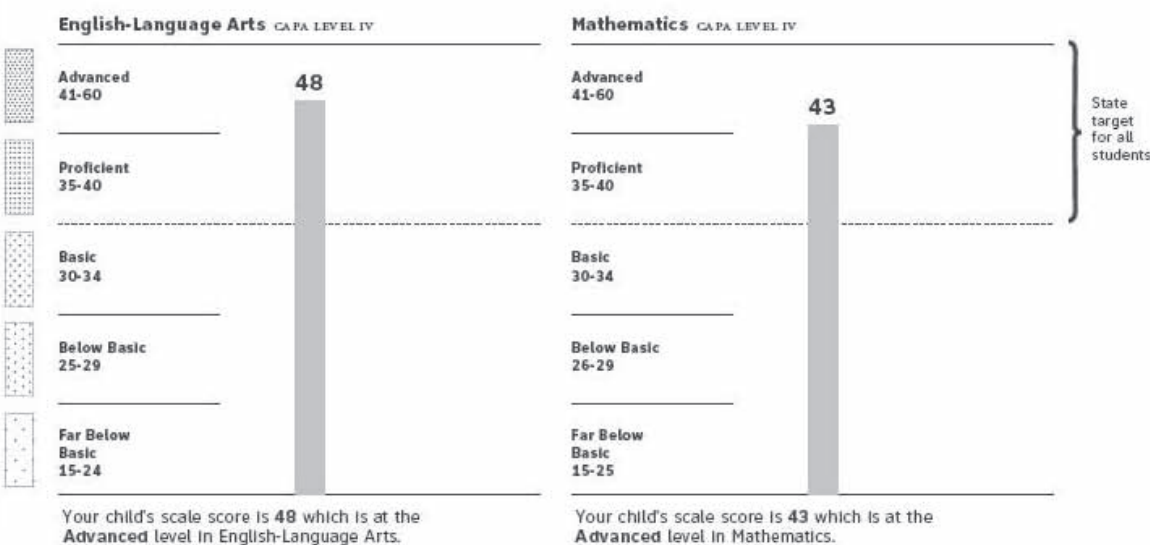 English-Language Arts CAPA LEVEL IV
Advanced
41-60
48
Proficient
35-40
Basic
30-34
Below Basic
25-29
Far Below
Basic
15-24
Your child's scale score is 48 which is at the
Advanced level in English-Language Arts.
Mathematics CAPA LEVEL IV
Advanced
41-60
43
Proficient
35-40
Basic
30-34
Below Basic
26-29
Far Below
Basic
15-25
Your child's scale score is 43 which is at the
Advanced level in Mathematics.
State
target
for all
students